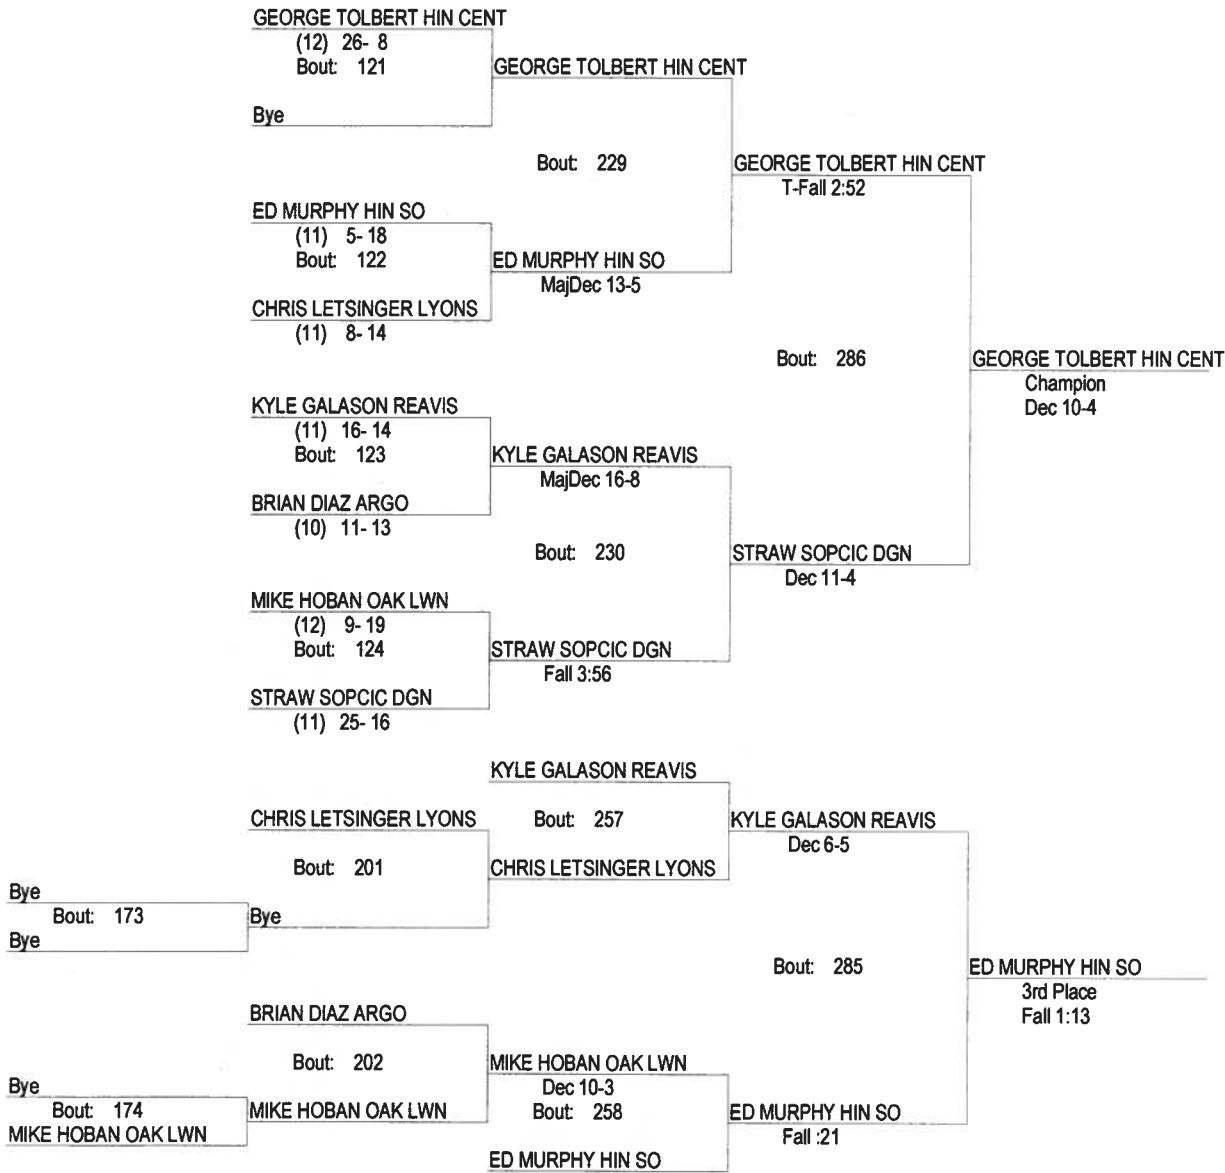 GEORGE TOLBERT HIN CENT
(12) 26- 8
Bout: 121
GEORGE TOLBERT HIN CENT
Bye
Bout: 229
GEORGE TOLBERT HIN CENT
T-Fall 2:52
ED MURPHY HIN SO
(11) 5- 18
Bout: 122
ED MURPHY HIN SO
MajDec 13-5
CHRIS LETSINGER LYONS
(11) 8- 14
Bout: 286
GEORGE TOLBERT HIN CENT
Champion
Dec 10-4
KYLE GALASON REAVIS
(11) 16- 14
Bout: 123
KYLE GALASON REAVIS
MajDec 16-8
BRIAN DIAZ ARGO
(10) 11- 13
Bout: 230
STRAW SOPCIC DGN
Dec 11-4
MIKE HOBAN OAK LWN
(12) 9- 19
Bout: 124
STRAW SOPCIC DGN
Fall 3:56
STRAW SOPCIC DGN
(11) 25- 16
KYLE GALASON REAVIS
CHRIS LETSINGER LYONS
Bout: 257
KYLE GALASON REAVIS
Dec 6-5
Bout: 201
CHRIS LETSINGER LYONS
Bye
Bout: 173
Bye
Bye
Bout: 285
ED MURPHY HIN SO
3rd Place
Fall 1:13
BRIAN DIAZ ARGO
Bout: 202
MIKE HOBAN OAK LWN
Dec 10-3
Bye
Bout: 174
MIKE HOBAN OAK LWN
Bout: 258
ED MURPHY HIN SO
Fall :21
MIKE HOBAN OAK LWN
ED MURPHY HIN SO